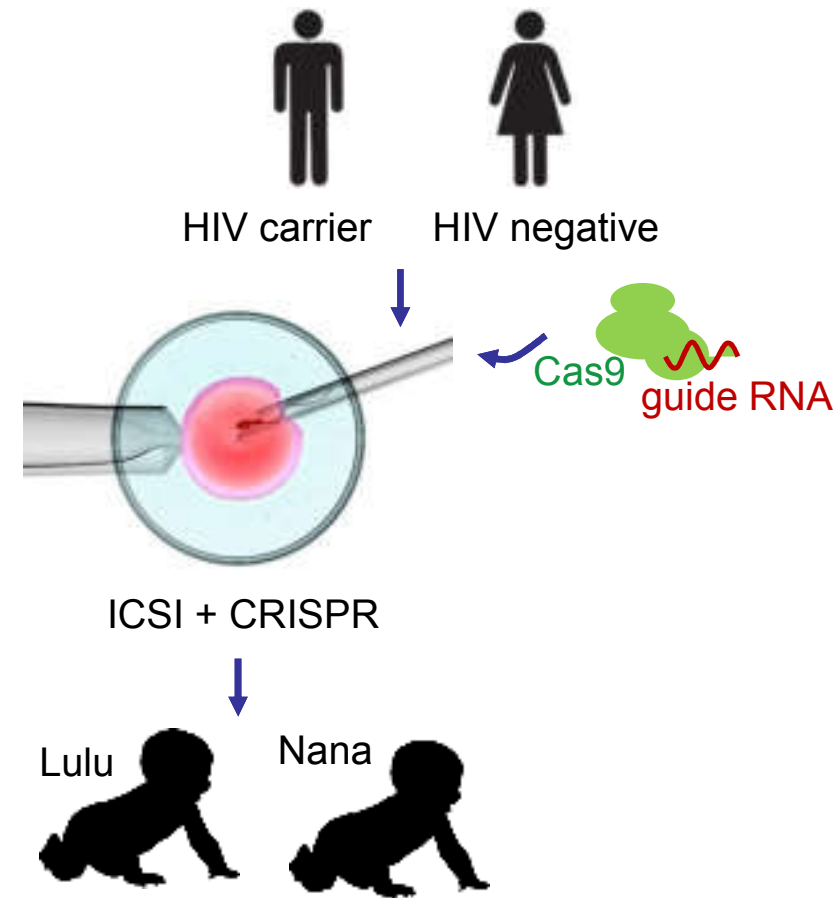 HIV carrier
HIV negative
Cas9
guide RNA
ICSI + CRISPR
Lulu
Nana